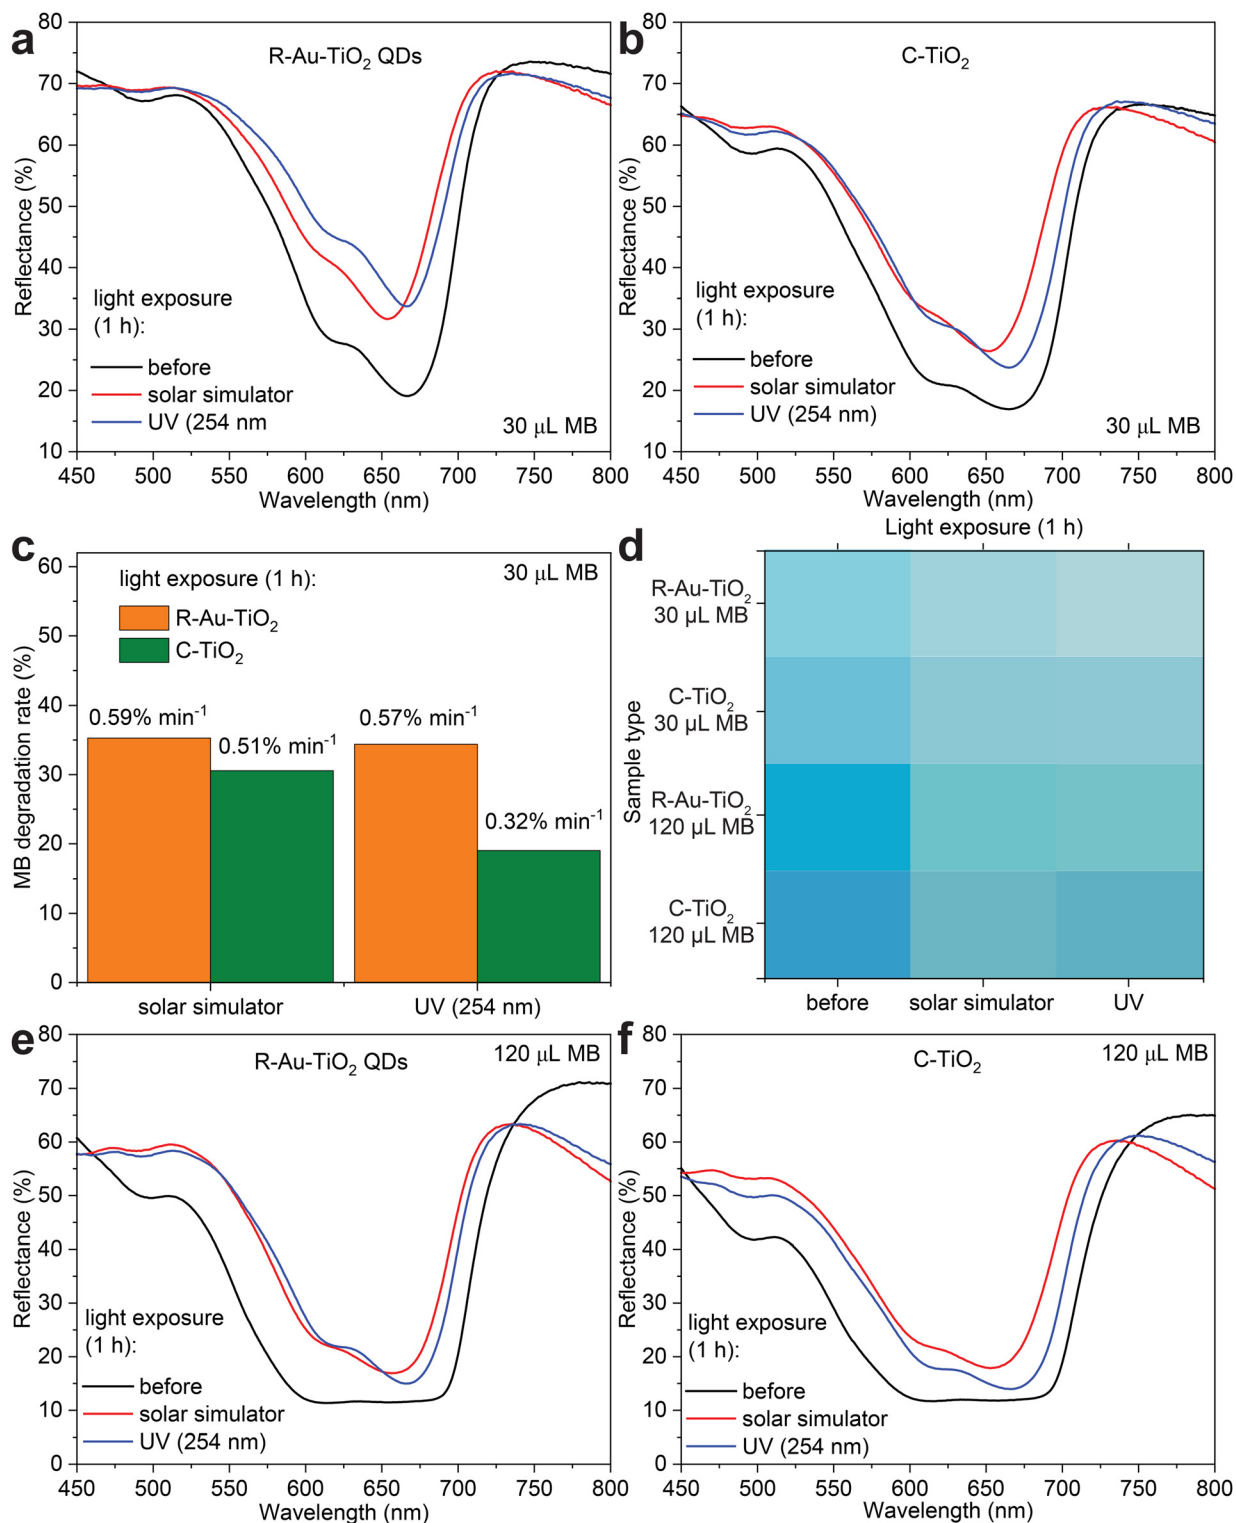 a
R-Au-TiO₂ QDs
80
70
60
50
40
30
20
10
Reflectance (%)
light exposure
(1 h):
before
solar simulator
UV (254 nm
30 μL MB
450 500 550 600 650 700 750 800
Wavelength (nm)
b
C-TiO₂
80
70
60
50
40
30
20
10
Reflectance (%)
light exposure
(1 h):
before
solar simulator
UV (254 nm)
30 μL MB
450 500 550 600 650 700 750 800
Wavelength (nm)
c
60
50
40
30
20
10
0
MB degradation rate (%)
30 μL MB
light exposure (1 h):
R-Au-TiO₂
C-TiO₂
0.59% min⁻¹
0.51% min⁻¹
0.57% min⁻¹
0.32% min⁻¹
solar simulator
UV (254 nm)
d
Light exposure (1 h)
Sample type
R-Au-TiO₂
30 μL MB
C-TiO₂
30 μL MB
R-Au-TiO₂
120 μL MB
C-TiO₂
120 μL MB
before
solar simulator
UV
e
R-Au-TiO₂ QDs
120 μL MB
80
70
60
50
40
30
20
10
0
Reflectance (%)
light exposure
(1 h):
before
solar simulator
UV (254 nm)
450 500 550 600 650 700 750 800
Wavelength (nm)
f
C-TiO₂
120 μL MB
80
70
60
50
40
30
20
10
0
Reflectance (%)
light exposure
(1 h):
before
solar simulator
UV (254 nm)
450 500 550 600 650 700 750 800
Wavelength (nm)